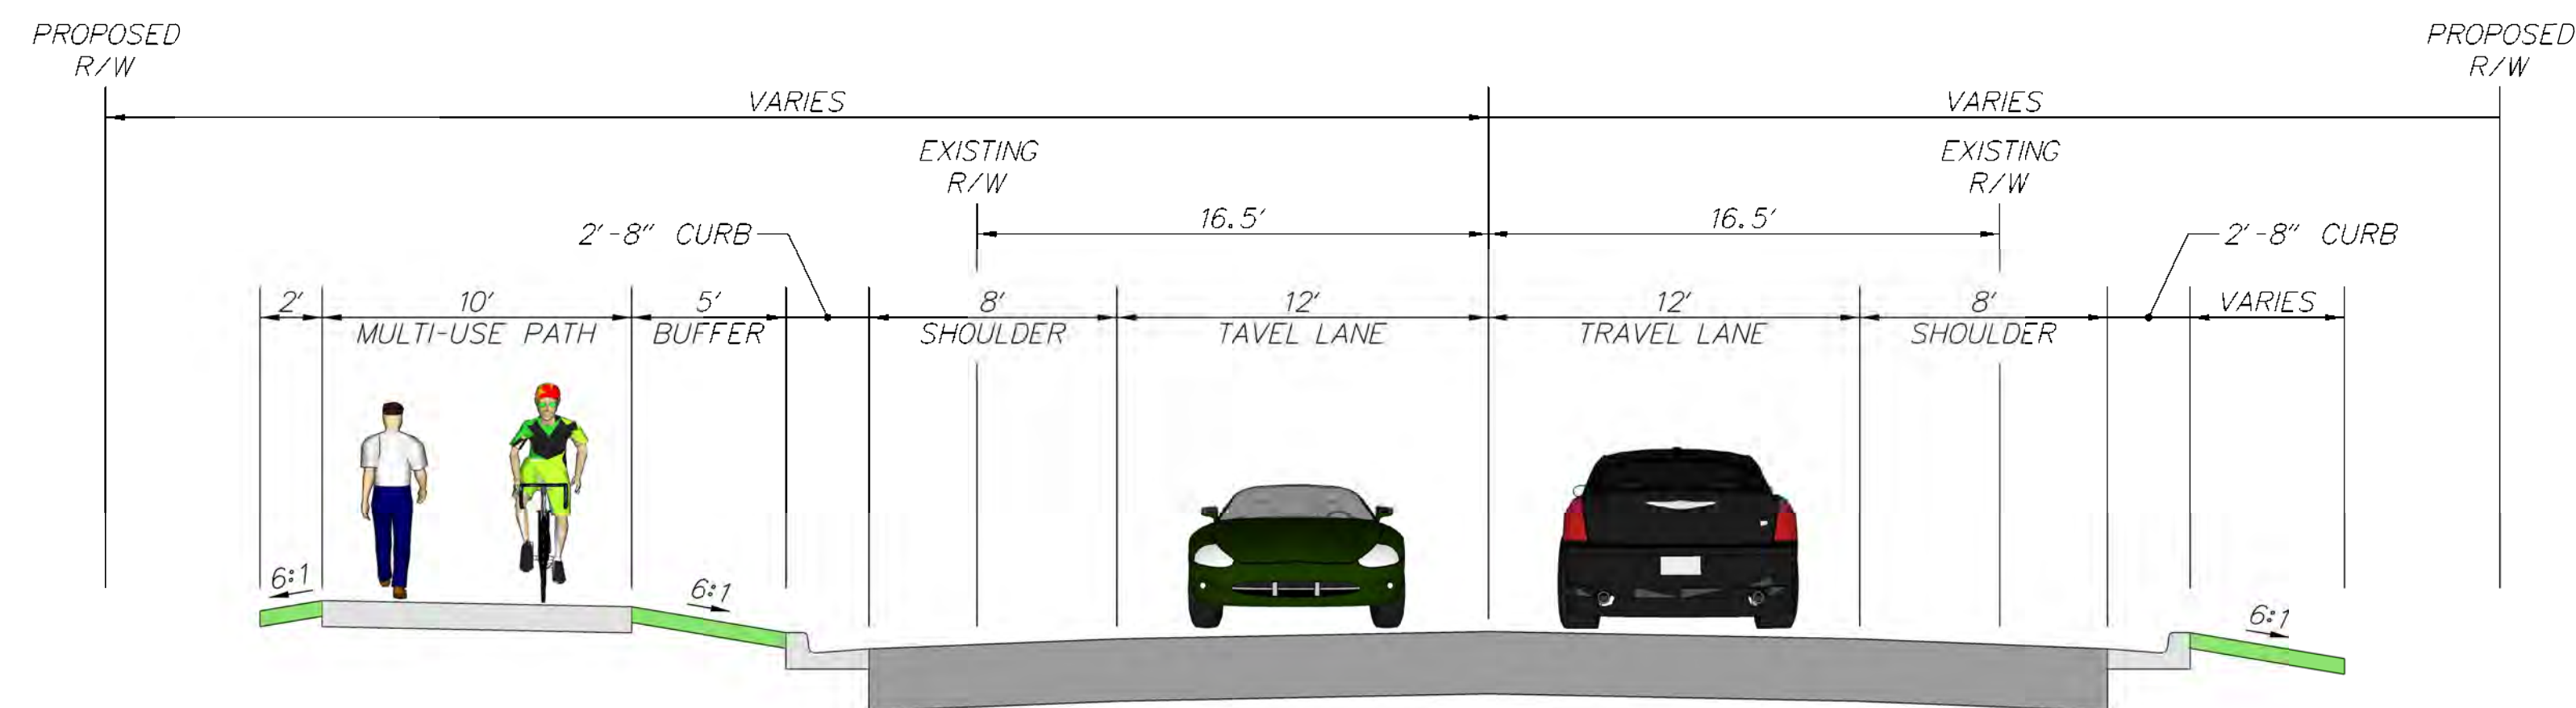 PROPOSED
R/W
PROPOSED
R/W
VARIES
VARIES
EXISTING
R/W
EXISTING
R/W
16.5'
16.5'
2'-8" CURB
2'-8" CURB
2'
10'
5'
8'
12'
12'
8'
VARIES
MULTI-USE PATH
BUFFER
SHOULDER
TAVEL LANE
TRAVEL LANE
SHOULDER
6:1
6:1
6:1